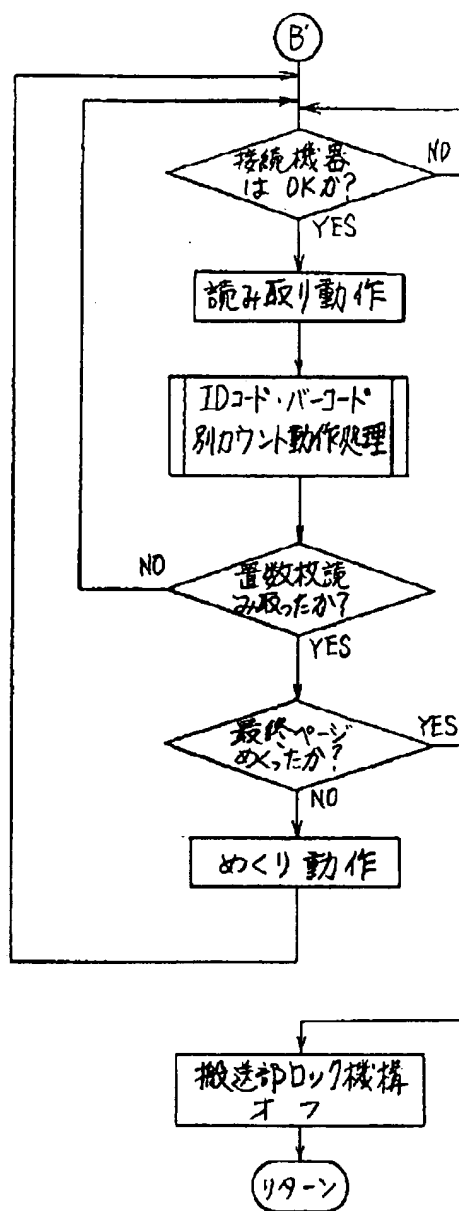 B'
接続機器
は OKか?
NO
YES
読み取り動作
IDコード・バーコード
別カウント動作処理
NO
置数枚読
み取ったか?
YES
最終ページ
めくったか?
YES
NO
めくり動作
搬送部ロック機構
オフ
リターン